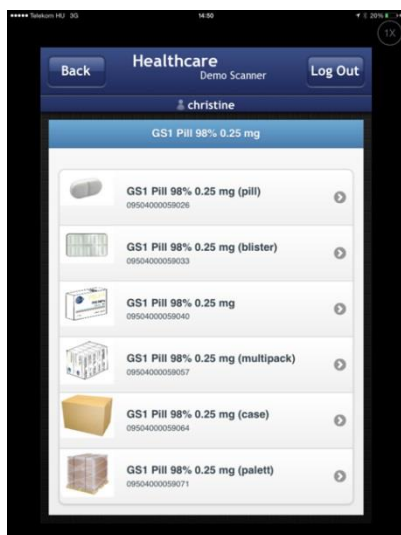 Telekom HU 3G 14:50 20%
1X
Back Healthcare Log Out
Demo Scanner
christine
GS1 Pill 98% 0.25 mg
GS1 Pill 98% 0.25 mg (pill)
09504000059026
GS1 Pill 98% 0.25 mg (blister)
09504000059033
GS1 Pill 98% 0.25 mg
09504000059040
GS1 Pill 98% 0.25 mg (multipack)
09504000059057
GS1 Pill 98% 0.25 mg (case)
09504000059064
GS1 Pill 98% 0.25 mg (palett)
09504000059071